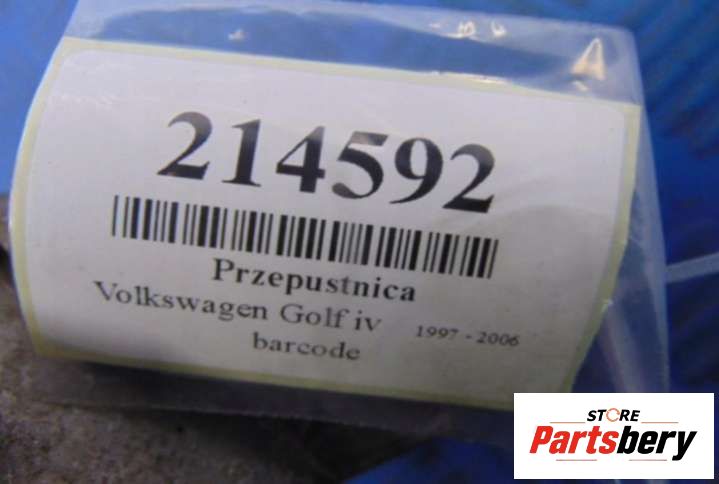 214592
Przepustnica
Volkswagen Golf iv 1997 - 2006
barcode
STORE
Partsbery